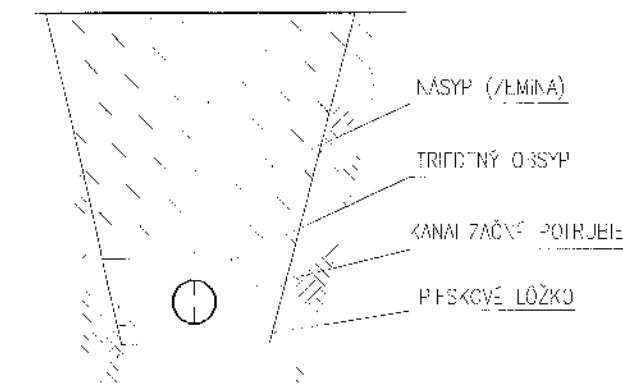 NÁSYP (ZEMINA)
TRIEDENÝ OBSYP
KANALIZAČNÉ POTRUBIE
PIESKOVÉ LÔŽKO